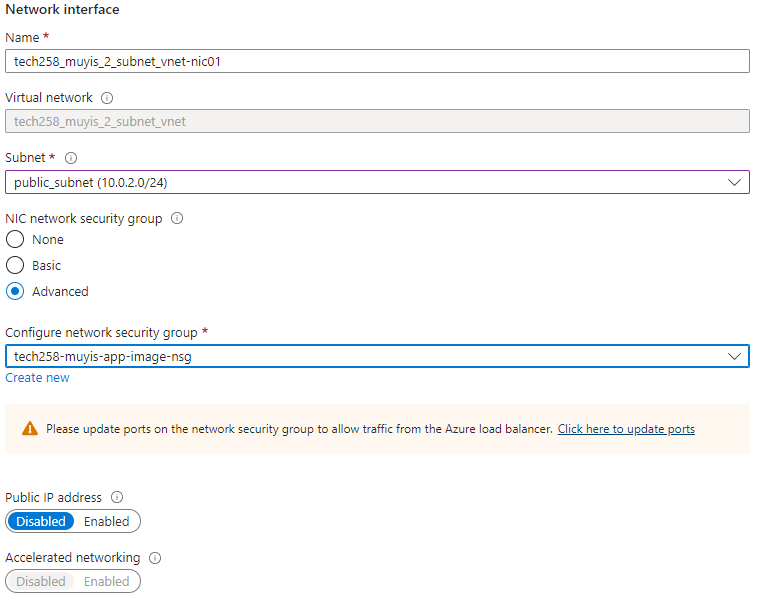 Network interface
Name *
tech258_muyis_2_subnet_vnet-nic01
Virtual network
tech258_muyis_2_subnet_vnet
Subnet *
public_subnet (10.0.2.0/24)
NIC network security group
None
Basic
Advanced
Configure network security group *
tech258-muyis-app-image-nsg
Create new
Please update ports on the network security group to allow traffic from the Azure load balancer. Click here to update ports
Public IP address
Disabled Enabled
Accelerated networking
Disabled Enabled